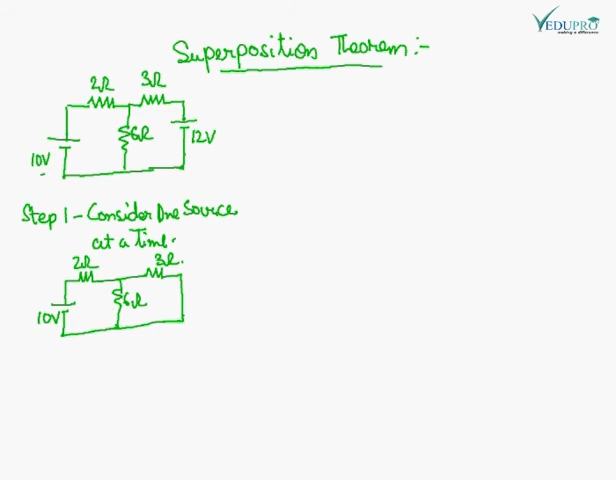 VEDUPRO
making a difference
Superposition Theorem :-
2Ω 3Ω
6Ω 12V
10V
Step 1 - Consider One Source
at a Time.
2Ω 3Ω.
6Ω
10V